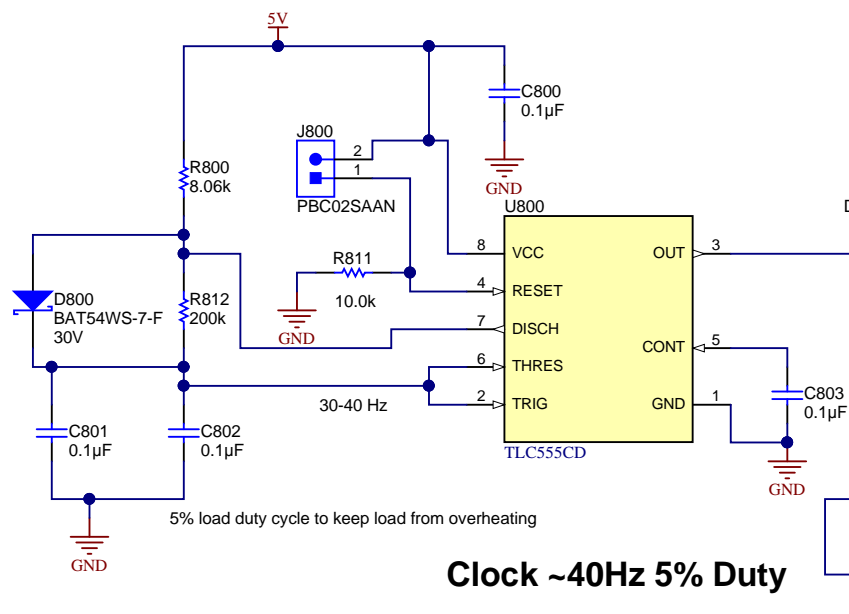 5V
C800
0.1µF
GND
J800
2
1
PBC02SAAN
R800
8.06k
U800
D
8 VCC
OUT 3
R811
10.0k
GND
4 RESET
D800
BAT54WS-7-F
30V
R812
200k
7 DISCH
CONT 5
6 THRES
2 TRIG
GND 1
30-40 Hz
C803
0.1µF
GND
TLC555CD
C801
0.1µF
C802
0.1µF
GND
5% load duty cycle to keep load from overheating
Clock ~40Hz 5% Duty